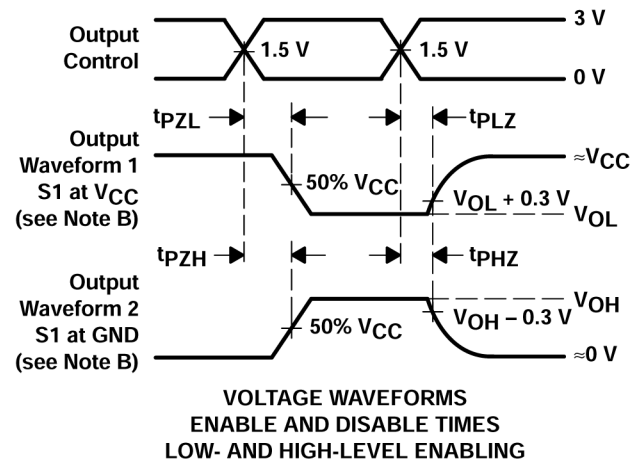 3 V
Output
Control
1.5 V
1.5 V
0 V
tPZL
tPLZ
Output
Waveform 1
S1 at VCC
(see Note B)
≈VCC
50% VCC
VOL + 0.3 V
VOL
tPZH
tPHZ
Output
Waveform 2
S1 at GND
(see Note B)
VOH
50% VCC
VOH – 0.3 V
≈0 V
VOLTAGE WAVEFORMS
ENABLE AND DISABLE TIMES
LOW- AND HIGH-LEVEL ENABLING